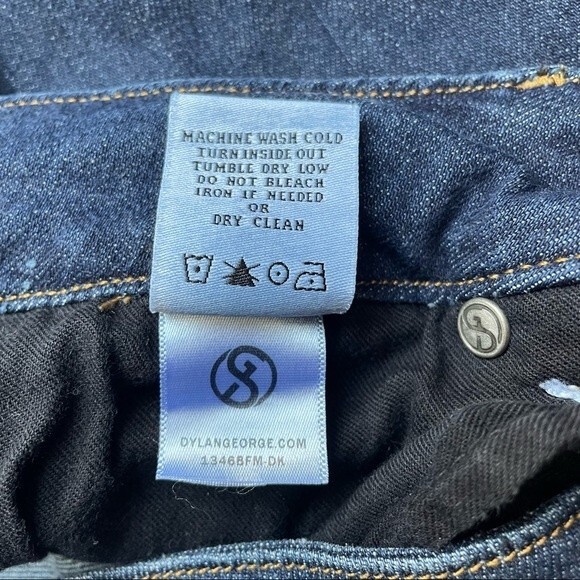 MACHINE WASH COLD
TURN INSIDE OUT
TUMBLE DRY LOW
DO NOT BLEACH
IRON IF NEEDED
OR
DRY CLEAN
DYLANGEORGE.COM
1346BFM-DK